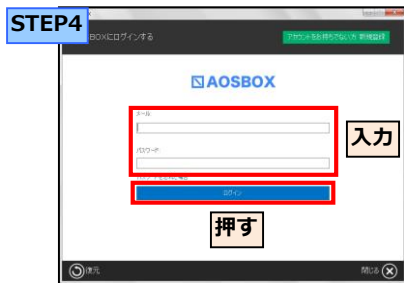 STEP4
BOXにログインする
アカウントをお持ちでない方 新規登録
AOSBOX
メール
パスワード
入力
ログイン
押す
復元
閉じる